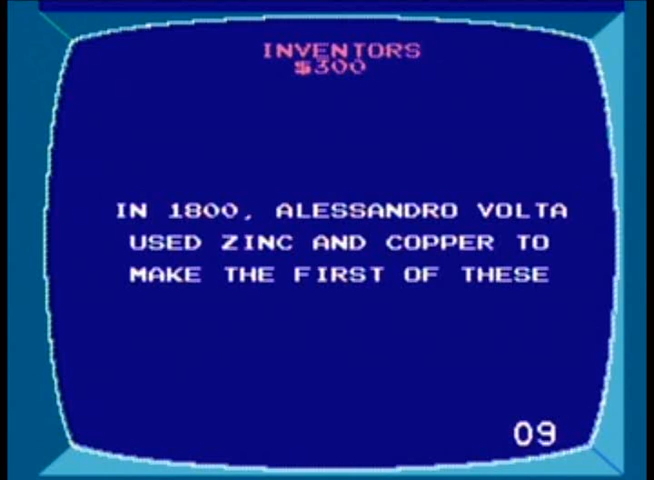 INVENTORS
$300
IN 1800, ALESSANDRO VOLTA
USED ZINC AND COPPER TO
MAKE THE FIRST OF THESE
09